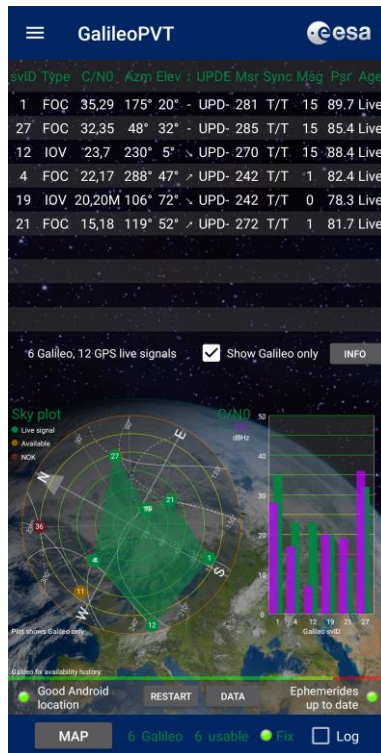 GalileoPVT
esa
svID Type C/N0 Azm Elev UPDE Msr Sync Msg Psr Age
1 FOC 35,29 175° 20° - UPD- 281 T/T 15 89.7 Live
27 FOC 32,35 48° 32° - UPD- 285 T/T 15 85.4 Live
12 IOV '23,7 230° 5° ↘ UPD- 270 T/T 15 88.4 Live
4 FOC 22,17 288° 47° ↗ UPD- 242 T/T 1 82.4 Live
19 IOV 20,20M 106° 72° ↘ UPD- 242 T/T 0 78.3 Live
21 FOC 15,18 119° 52° ↗ UPD- 272 T/T 1 81.7 Live
6 Galileo, 12 GPS live signals Show Galileo only INFO
Sky plot
Live signal
Available
NOK
C/N0
dBHz
50
40
30
20
10
0
N
E
S
W
27
21
36
1
11
12
1 4 12 19 21 27
Galileo svID
Plot shows Galileo only
Galileo fix availability history:
Good Android location
RESTART
DATA
Ephemerides up to date
MAP
6 Galileo 6 usable Fix Log